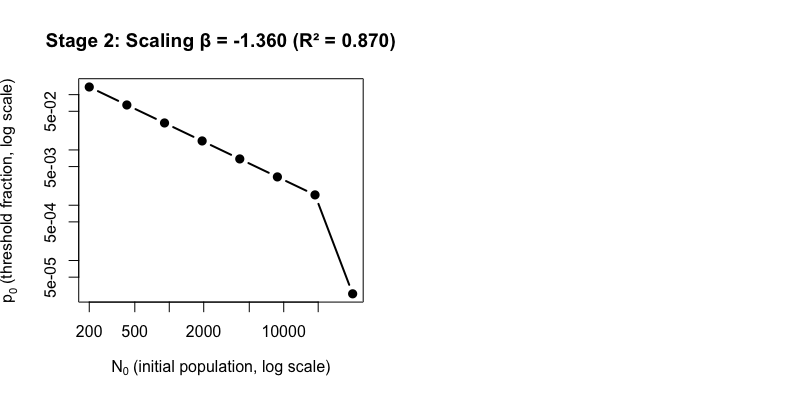 Stage 2: Scaling β = -1.360 (R² = 0.870)
p₀ (threshold fraction, log scale)
5e-02
5e-03
5e-04
5e-05
200 500 2000 10000
N₀ (initial population, log scale)